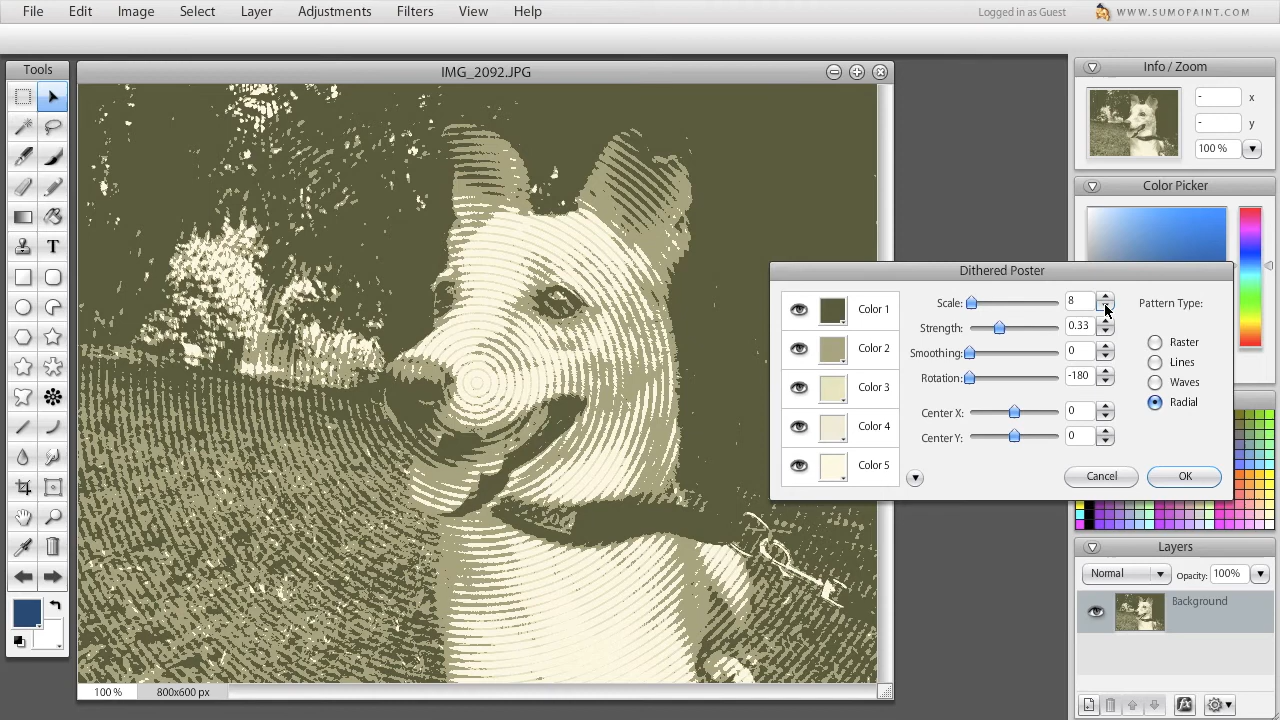 File Edit Image Select Layer Adjustments Filters View Help
Logged in as Guest
WWW.SUMOPAINT.COM
Tools
T
IMG_2092.JPG
100 %
800x600 px
Info / Zoom
- x
- y
100 %
Color Picker
Dithered Poster
Color 1
Color 2
Color 3
Color 4
Color 5
Scale: 8
Strength: 0.33
Smoothing: 0
Rotation: -180
Center X: 0
Center Y: 0
Pattern Type:
Raster
Lines
Waves
Radial
Cancel
OK
Layers
Normal
Opacity: 100%
Background